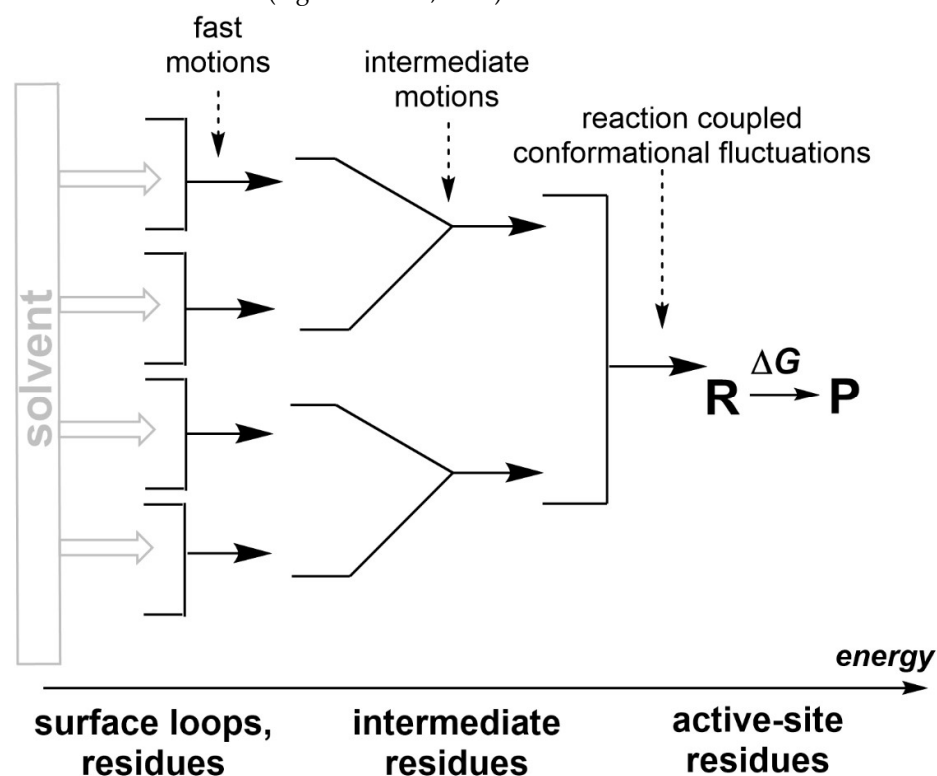 fast
motions
intermediate
motions
reaction coupled
conformational fluctuations
solvent
ΔG
R
P
energy
surface loops,
residues
intermediate
residues
active-site
residues